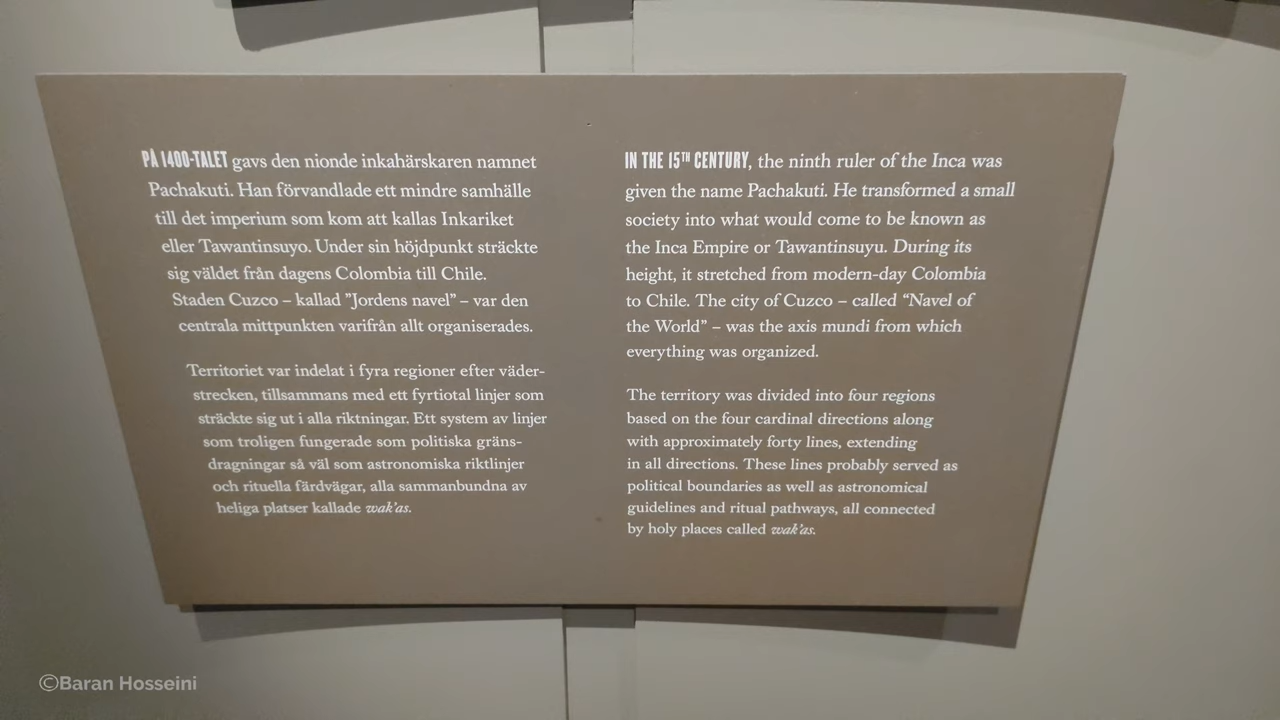 PÅ 1400-TALET gavs den nionde inkahärskaren namnet
Pachakuti. Han förvandlade ett mindre samhälle
till det imperium som kom att kallas Inkariket
eller Tawantinsuyo. Under sin höjdpunkt sträckte
sig väldet från dagens Colombia till Chile.
Staden Cuzco – kallad ”Jordens navel” – var den
centrala mittpunkten varifrån allt organiserades.
Territoriet var indelat i fyra regioner efter väder-
strecken, tillsammans med ett fyrtiotal linjer som
sträckte sig ut i alla riktningar. Ett system av linjer
som troligen fungerade som politiska gräns-
dragningar så väl som astronomiska riktlinjer
och rituella färdvägar, alla sammanbundna av
heliga platser kallade wak’as.
IN THE 15TH CENTURY, the ninth ruler of the Inca was
given the name Pachakuti. He transformed a small
society into what would come to be known as
the Inca Empire or Tawantinsuyu. During its
height, it stretched from modern-day Colombia
to Chile. The city of Cuzco – called “Navel of
the World” – was the axis mundi from which
everything was organized.
The territory was divided into four regions
based on the four cardinal directions along
with approximately forty lines, extending
in all directions. These lines probably served as
political boundaries as well as astronomical
guidelines and ritual pathways, all connected
by holy places called wak’as.
©Baran Hosseini